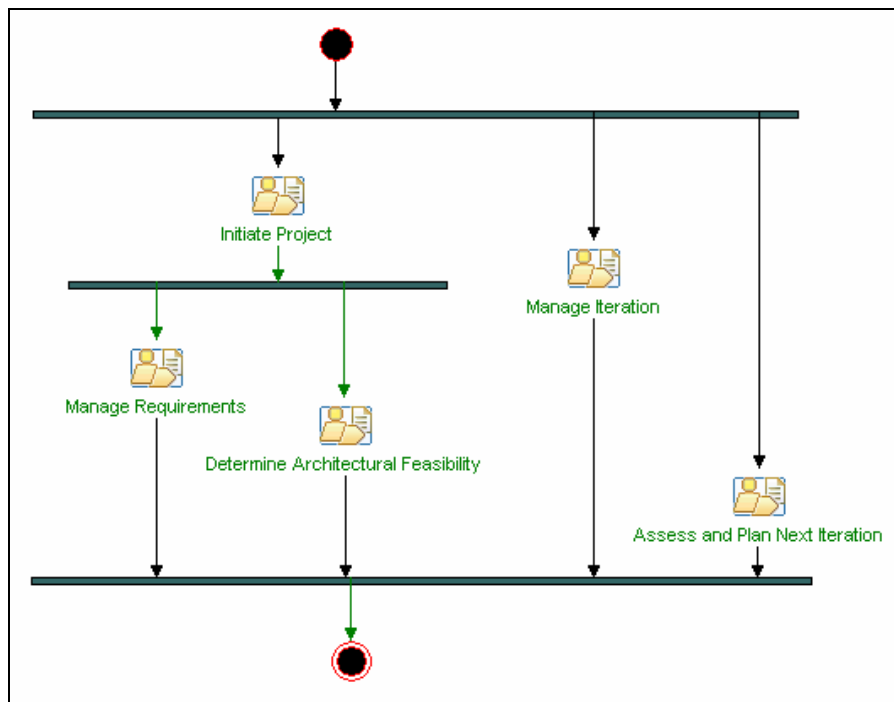 Initiate Project
Manage Iteration
Manage Requirements
Determine Architectural Feasibility
Assess and Plan Next Iteration